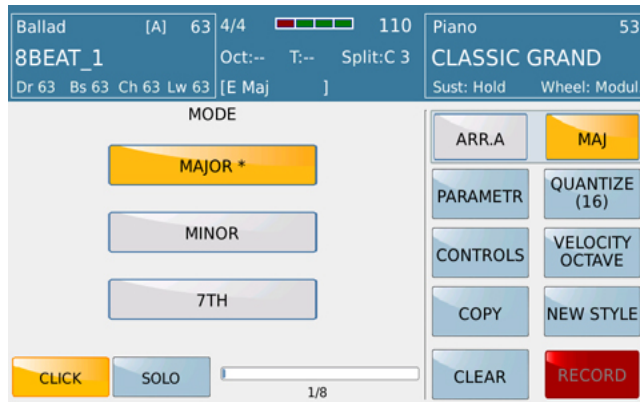 Ballad [A] 63
8BEAT_1
Dr 63 Bs 63 Ch 63 Lw 63
4/4 110
Oct:-- T:-- Split:C 3
[E Maj ]
Piano 53
CLASSIC GRAND
Sust: Hold Wheel: Modul
MODE
MAJOR *
MINOR
7TH
CLICK
SOLO
1/8
ARR.A
MAJ
PARAMETR
QUANTIZE
(16)
CONTROLS
VELOCITY
OCTAVE
COPY
NEW STYLE
CLEAR
RECORD